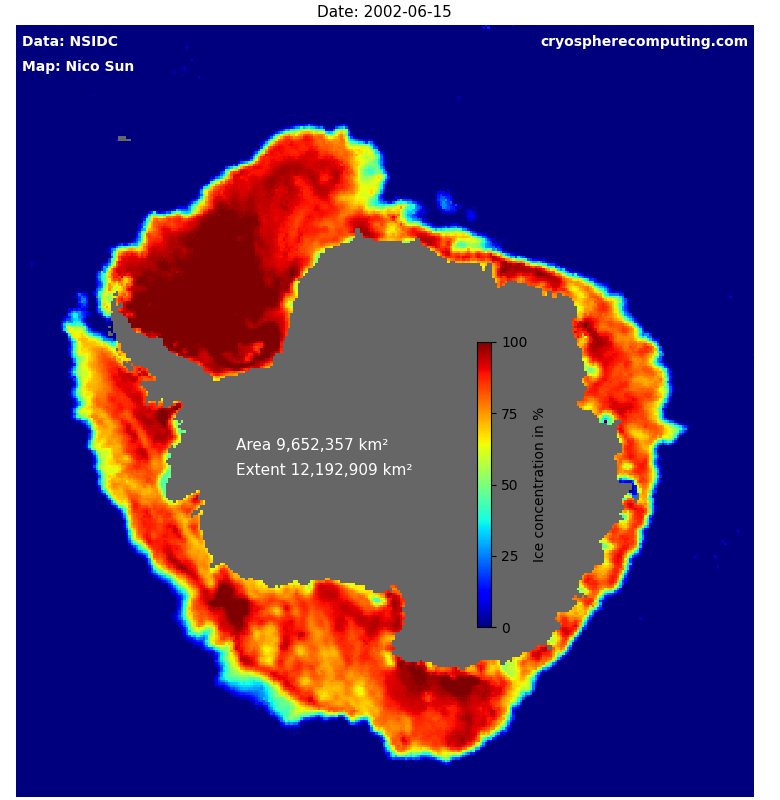 Date: 2002-06-15
Data: NSIDC
cryospherecomputing.com
Map: Nico Sun
100
75
50
25
0
Ice concentration in %
Area 9,652,357 km²
Extent 12,192,909 km²